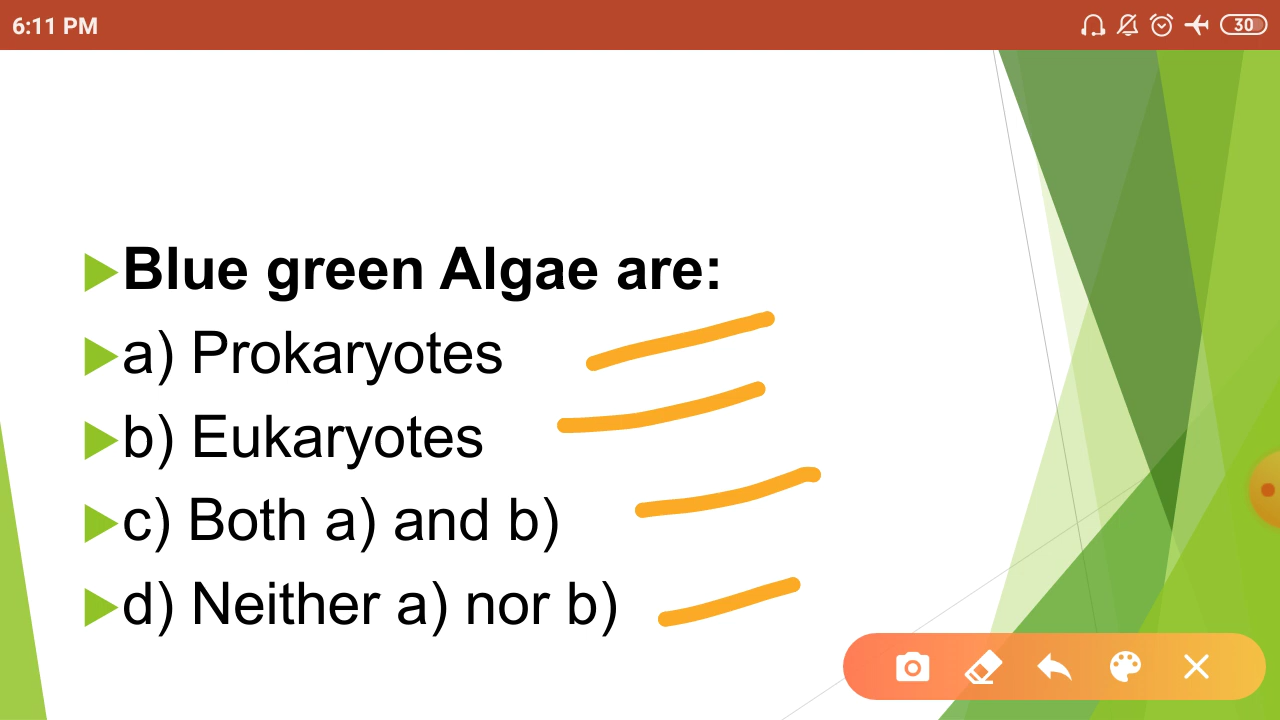 6:11 PM
30
Blue green Algae are:
a) Prokaryotes
b) Eukaryotes
c) Both a) and b)
d) Neither a) nor b)